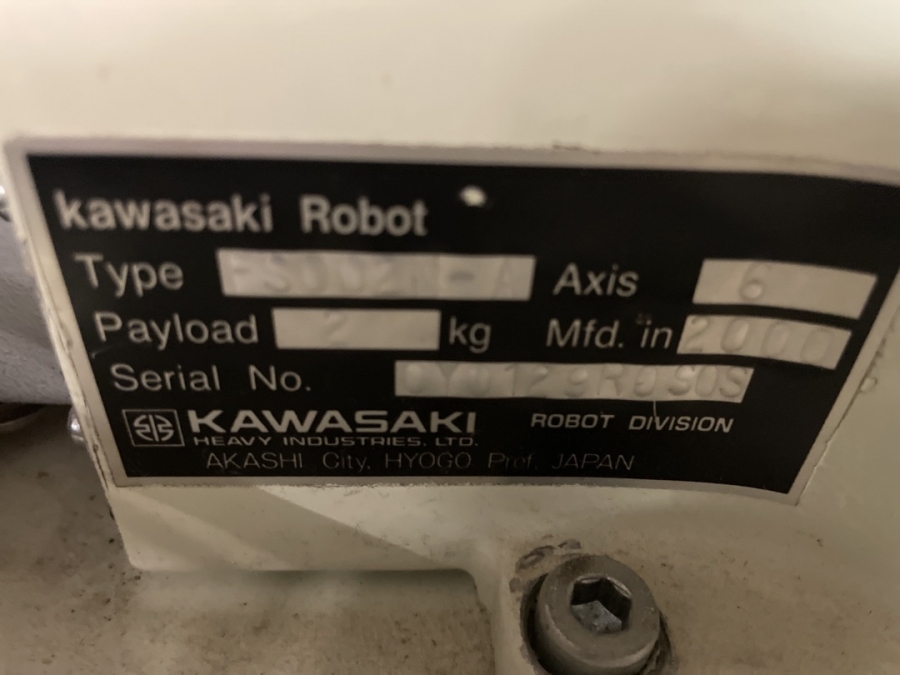 kawasaki Robot
Type FS002N-A Axis 6
Payload 2 kg Mfd. in 2000
Serial No.
KAWASAKI ROBOT DIVISION
HEAVY INDUSTRIES, LTD.
AKASHI City, HYOGO Pref. JAPAN